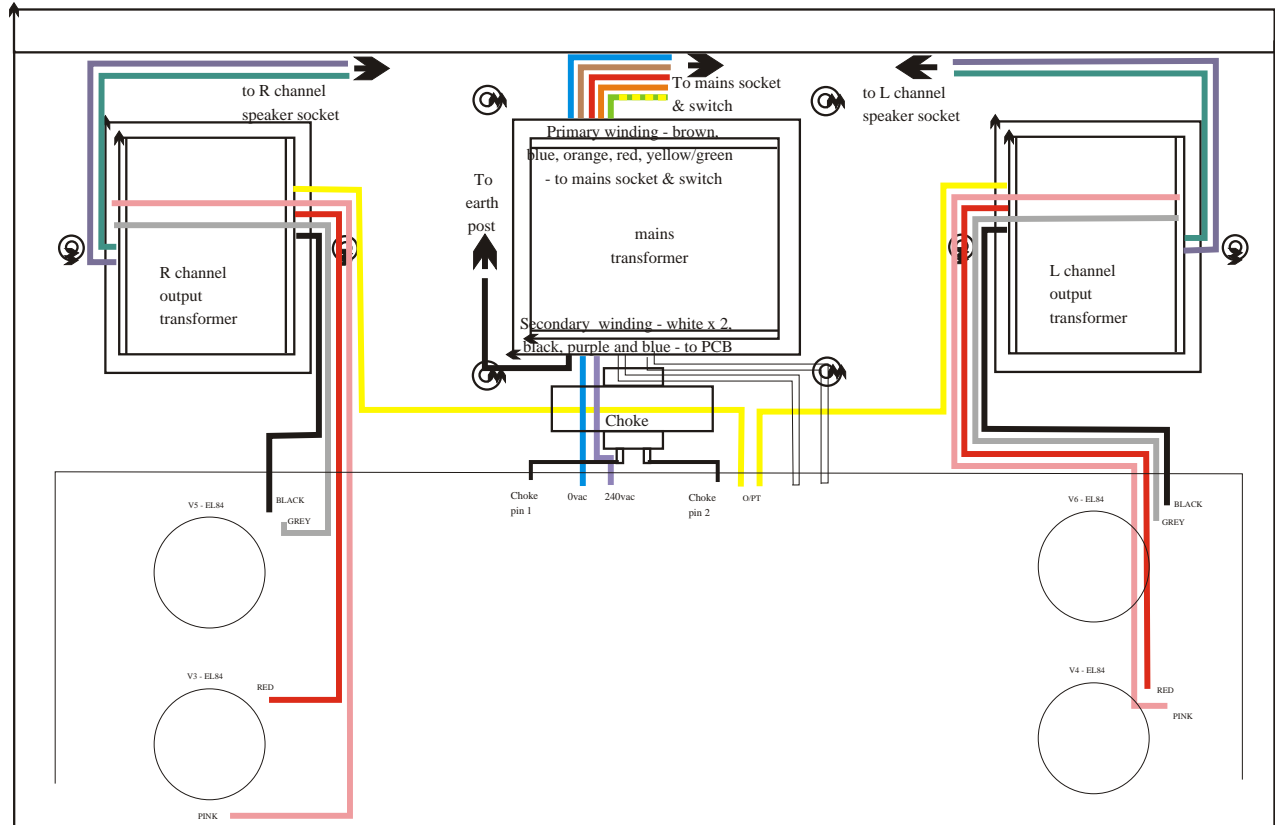 to R channel
speaker socket
To mains socket
& switch
to L channel
speaker socket
Primary winding - brown,
blue, orange, red, yellow/green
- to mains socket & switch
To
earth
post
mains
transformer
R channel
output
transformer
L channel
output
transformer
Secondary winding - white x 2,
black, purple and blue - to PCB
Choke
Choke
pin 1
0vac
240vac
Choke
pin 2
O/PT
V5 - EL84
BLACK
GREY
V6 - EL84
BLACK
GREY
V3 - EL84
RED
PINK
V4 - EL84
RED
PINK